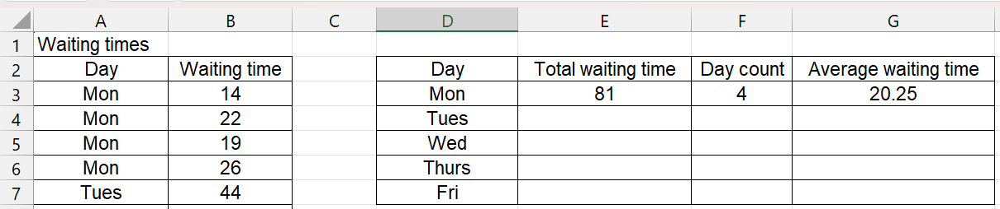 A B C D E F G
1 Waiting times
2 Day Waiting time Day Total waiting time Day count Average waiting time
3 Mon 14 Mon 81 4 20.25
4 Mon 22 Tues
5 Mon 19 Wed
6 Mon 26 Thurs
7 Tues 44 Fri